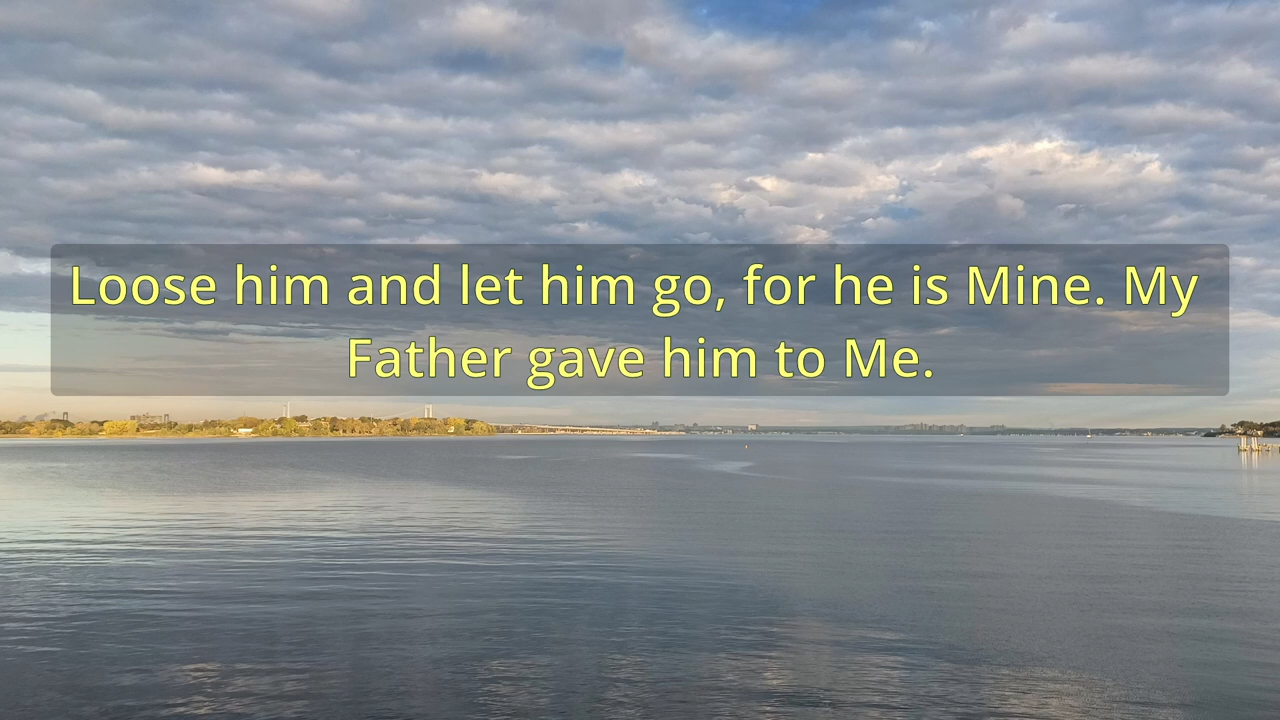 Loose him and let him go, for he is Mine. My
Father gave him to Me.